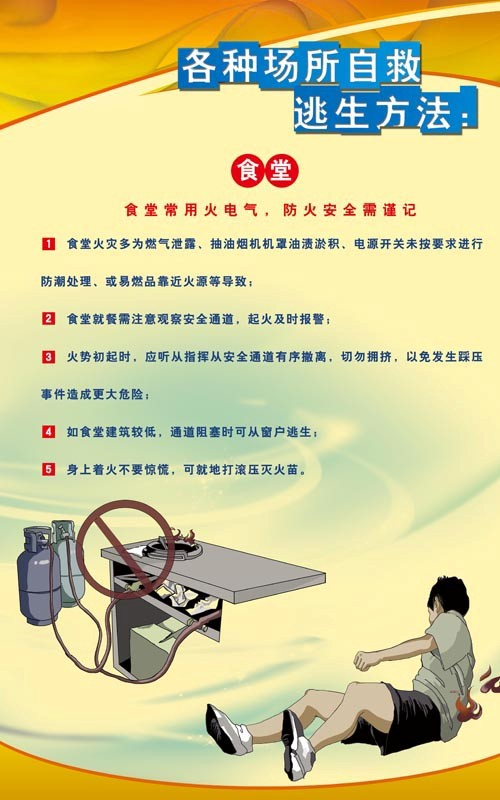 各种场所自救
逃生方法：
食堂
食堂常用火电气，防火安全需谨记
1 食堂火灾多为燃气泄露、抽油烟机机罩油渍淤积、电源开关未按要求进行
防潮处理、或易燃品靠近火源等导致；
2 食堂就餐需注意观察安全通道，起火及时报警；
3 火势初起时，应听从指挥从安全通道有序撤离，切勿拥挤，以免发生踩压
事件造成更大危险；
4 如食堂建筑较低，通道阻塞时可从窗户逃生；
5 身上着火不要惊慌，可就地打滚压灭火苗。